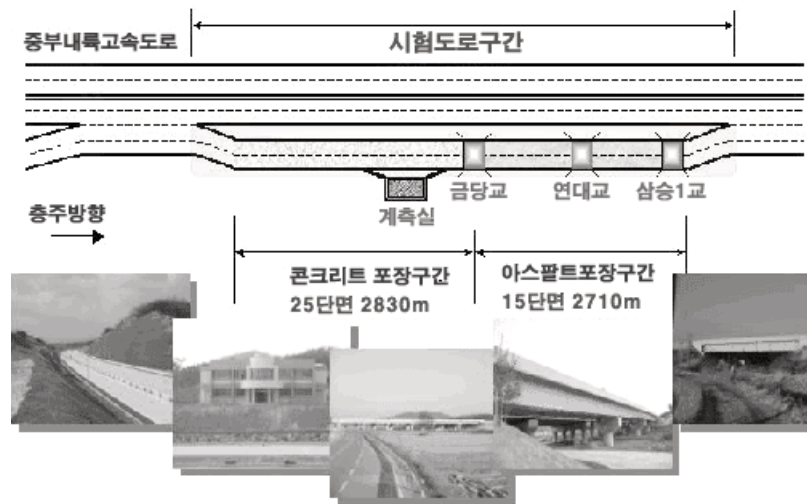 중부내륙고속도로
시험도로구간
금당교
연대교
삼승1교
계측실
충주방향
콘크리트 포장구간
25단면 2830m
아스팔트포장구간
15단면 2710m